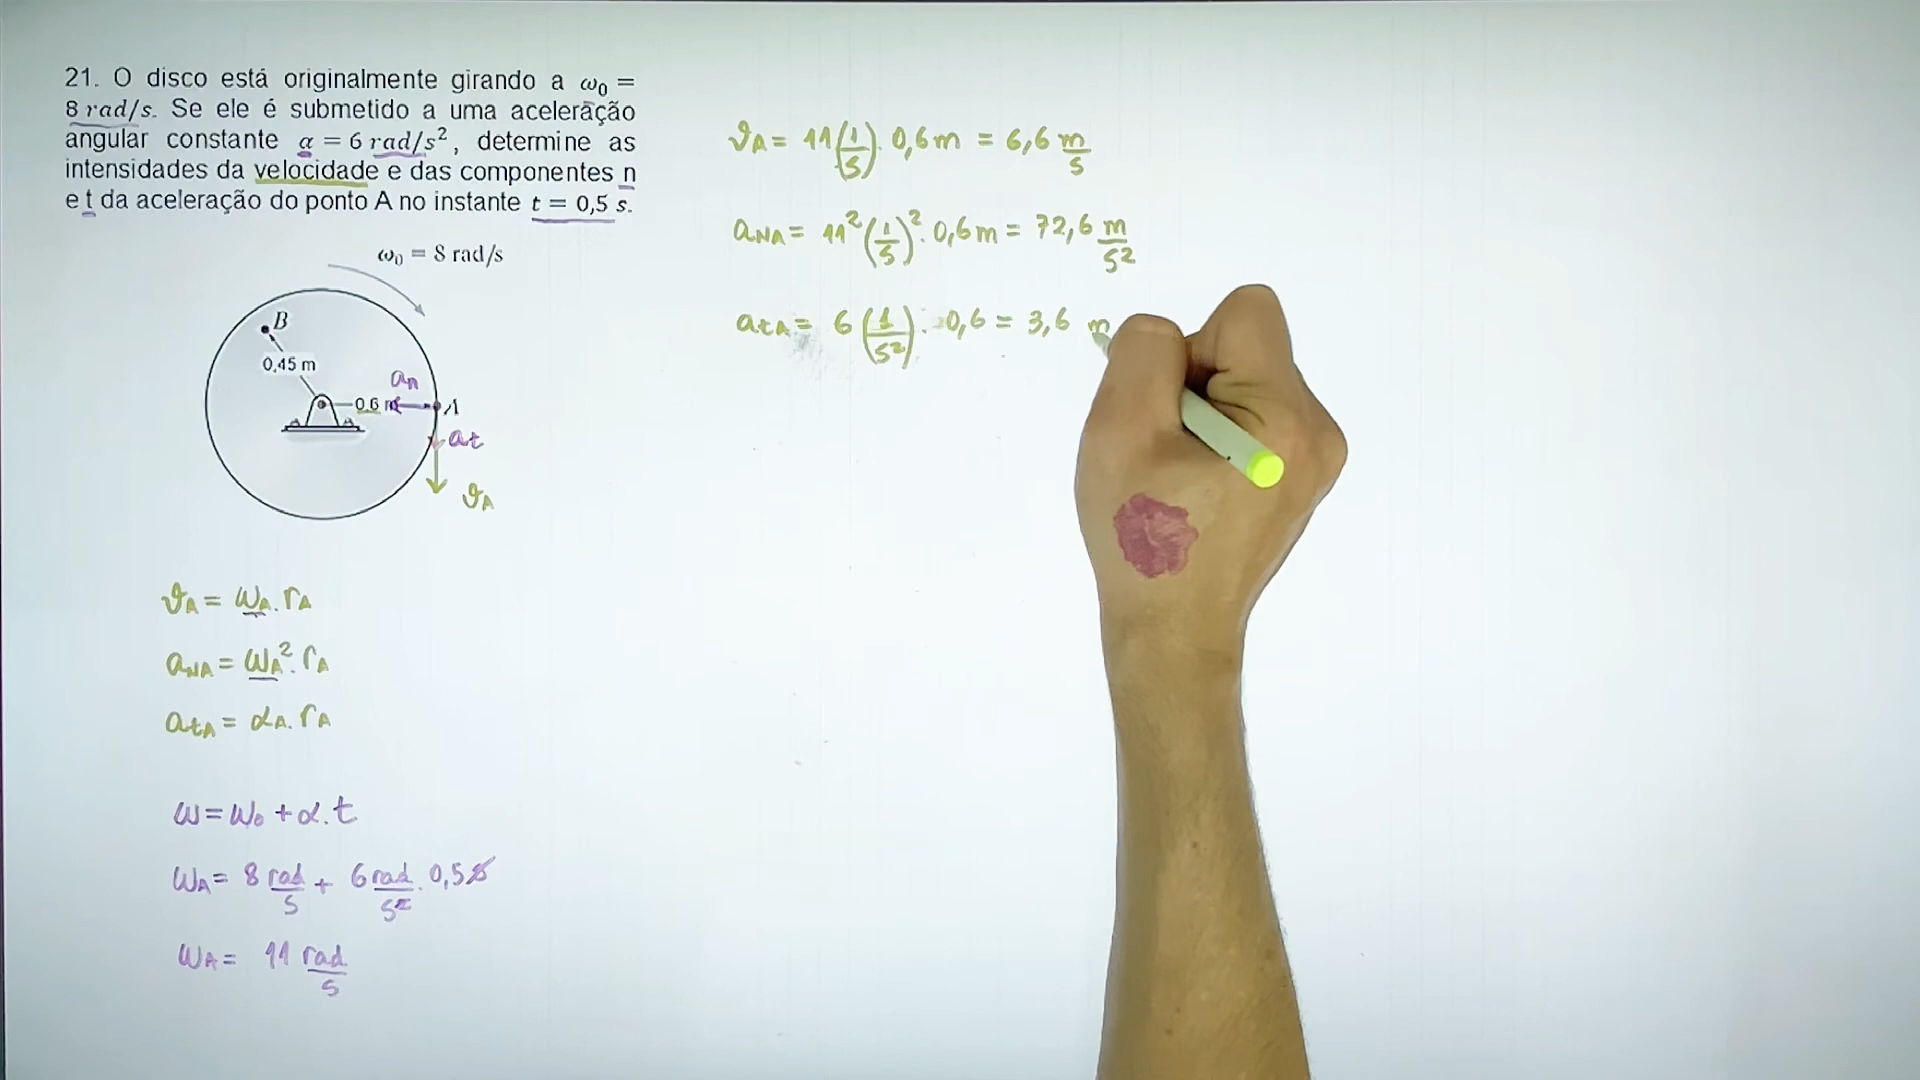 21. O disco está originalmente girando a ω₀ =
8 rad/s. Se ele é submetido a uma aceleração
angular constante α = 6 rad/s², determine as
intensidades da velocidade e das componentes n
e t da aceleração do ponto A no instante t = 0,5 s.
ω₀ = 8 rad/s
B
0,45 m
an
0,6 m
A
at
vA
vA = ωA.rA
aNA = ωA².rA
atA = αA.rA
ω = ω₀ + α.t
ωA = 8 rad/s + 6 rad/s². 0,5s
ωA = 11 rad/s
vA = 11(1/s). 0,6m = 6,6 m/s
aNA = 11²(1/s)². 0,6m = 72,6 m/s²
atA = 6(1/s²). 0,6 = 3,6 m